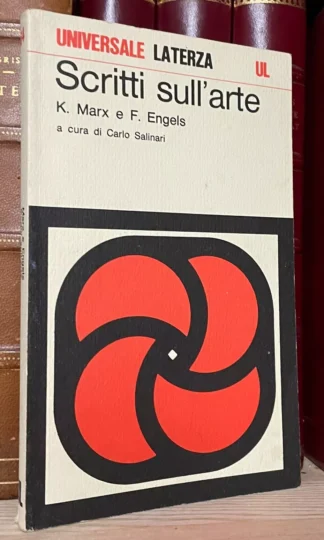 UNIVERSALE LATERZA UL
Scritti sull'arte
K. Marx e F. Engels
a cura di Carlo Salinari